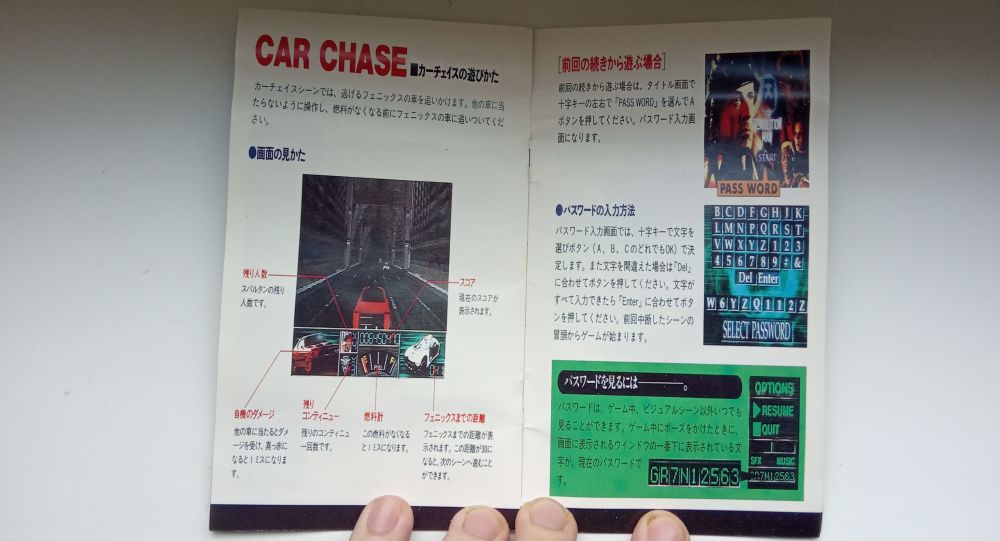 CAR CHASE ■カーチェイスの遊びかた
カーチェイスシーンでは、逃げるフェニックスの車を追いかけます。他の車に当
たらないように操作し、燃料がなくなる前にフェニックスの車に追いついてくだ
さい。
●画面の見かた
残り人数
スパルタンの残り
人数です。
スコア
現在のスコアが
表示されます。
自機のダメージ
他の車に当たるとダメ
ージを受け、真っ赤に
なると1ミスになりま
す。
残り
コンティニュー
残りのコンティニュ
ー回数です。
燃料計
この燃料がなくなる
と1ミスになります。
フェニックスまでの距離
フェニックスまでの距離が表
示されます。この距離が30に
なると、次のシーンへ進むこと
ができます。
[前回の続きから遊ぶ場合]
前回の続きから遊ぶ場合は、タイトル画面で
十字キーの左右で「PASS WORD」を選んでA
ボタンを押してください。パスワード入力画
面になります。
DEMOLITION
MAN
START
PASS WORD
●パスワードの入力方法
パスワード入力画面では、十字キーで文字を
選びボタン(A、B、CのどれでもOK)で決
定します。また文字を間違えた場合は「Del」
に合わせてボタンを押してください。文字が
すべて入力できたら「Enter」に合わせてボタ
ンを押してください。前回中断したシーンの
冒頭からゲームが始まります。
B C D F G H J K
L M N P Q R S T
V W X Y Z 1 2 3
4 5 6 7 8 9 # &
Del Enter
W 6 Y Z Q 1 1 2 Z
SELECT PASSWORD
パスワードを見るには――――。
パスワードは、ゲーム中、ビジュアルシーン以外いつでも
見ることができます。ゲーム中にポーズをかけたときに、
画面に表示されるウインドウの一番下に表示されている文
字が、現在のパスワードで
す。
GR7N12563
OPTIONS
RESUME
QUIT
SFX MUSIC
GR7N12563